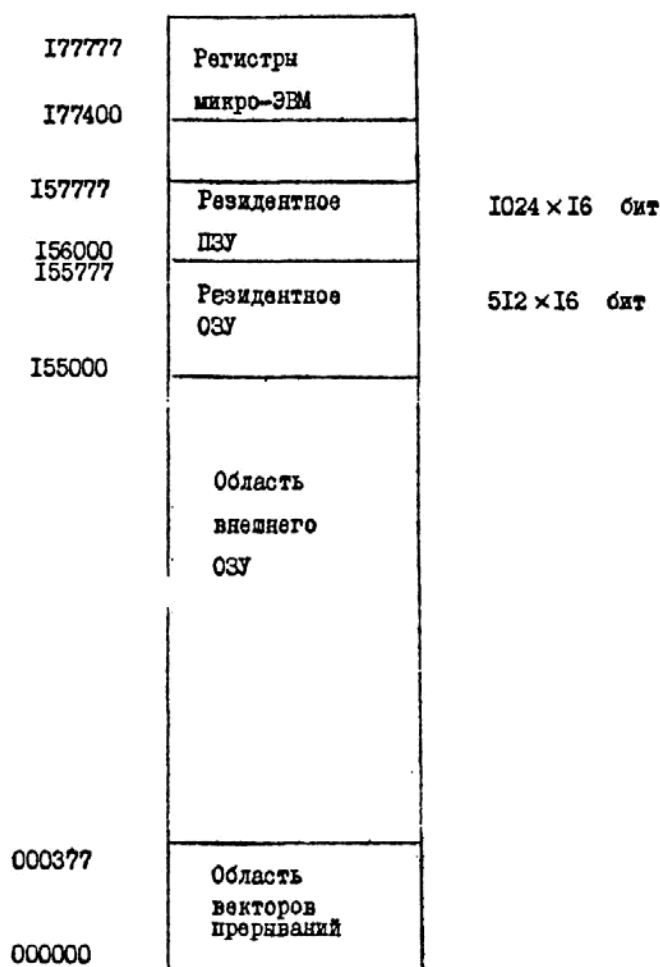 I77777
Регистры
микро-ЭВМ
I77400
I57777
Резидентное
I024 × I6 бит
ПЗУ
I56000
I55777
Резидентное
5I2 × I6 бит
ОЗУ
I55000
Область
внешнего
ОЗУ
000377
Область
векторов
прерываний
000000